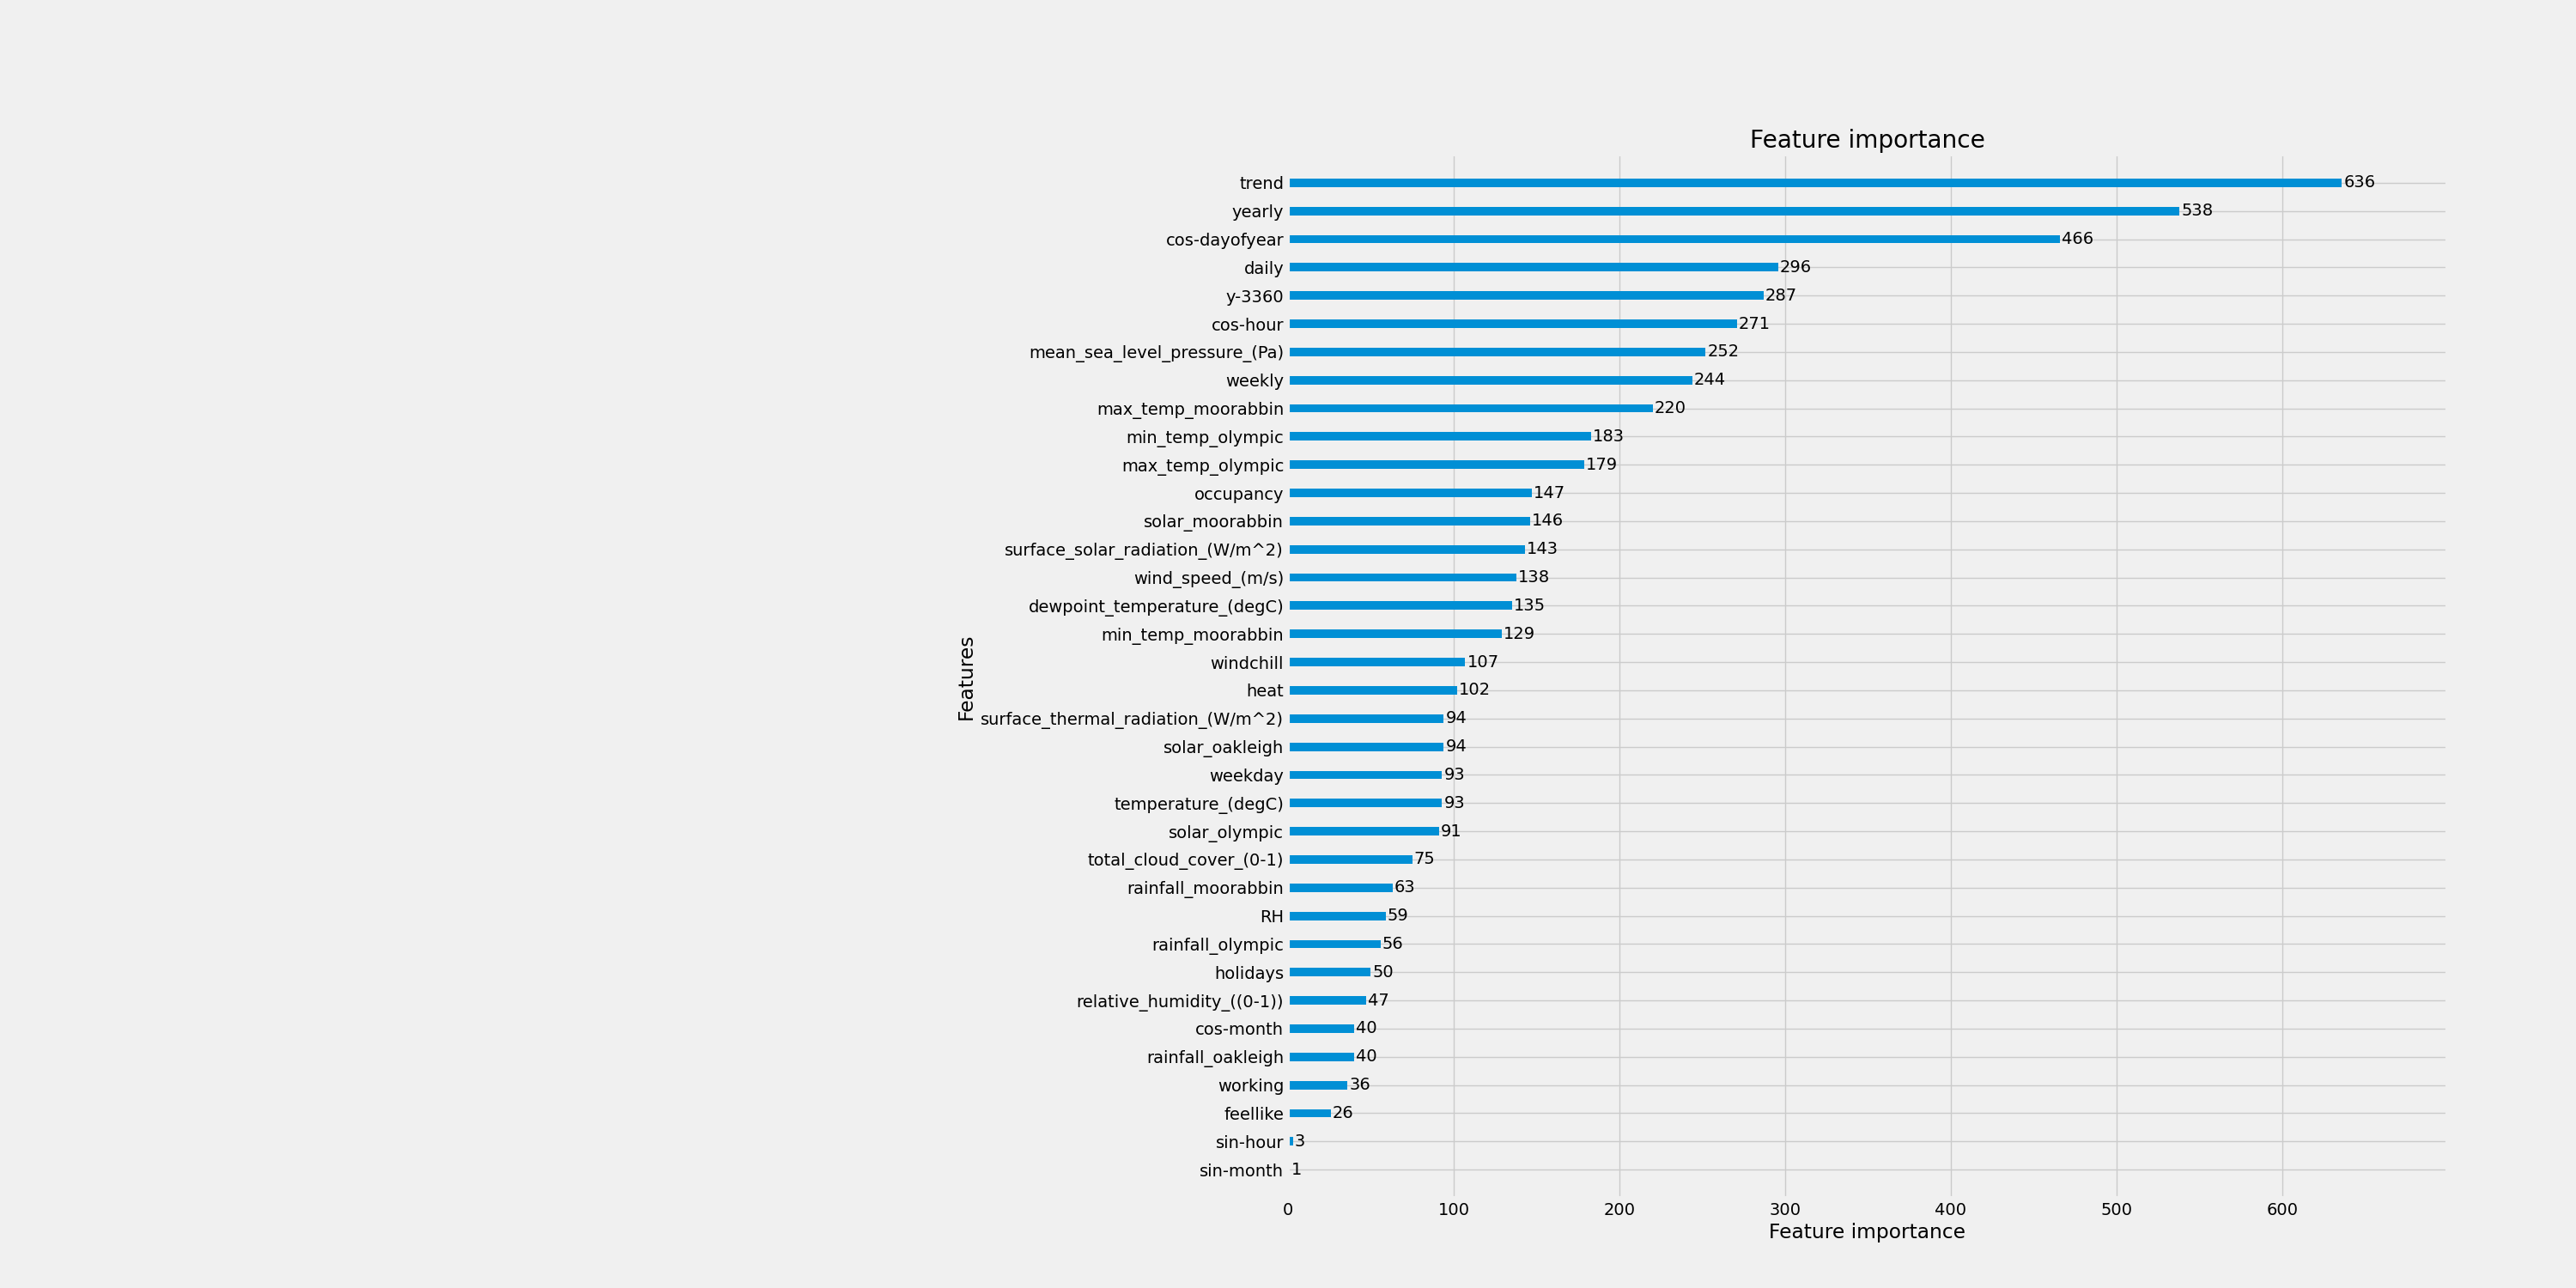 Feature importance
trend 636
yearly 538
cos-dayofyear 466
daily 296
y-3360 287
cos-hour 271
mean_sea_level_pressure_(Pa) 252
weekly 244
max_temp_moorabbin 220
min_temp_olympic 183
max_temp_olympic 179
occupancy 147
solar_moorabbin 146
surface_solar_radiation_(W/m^2) 143
wind_speed_(m/s) 138
dewpoint_temperature_(degC) 135
min_temp_moorabbin 129
windchill 107
heat 102
surface_thermal_radiation_(W/m^2) 94
solar_oakleigh 94
weekday 93
temperature_(degC) 93
solar_olympic 91
total_cloud_cover_(0-1) 75
rainfall_moorabbin 63
RH 59
rainfall_olympic 56
holidays 50
relative_humidity_((0-1)) 47
cos-month 40
rainfall_oakleigh 40
working 36
feellike 26
sin-hour 3
sin-month 1
Features
0 100 200 300 400 500 600
Feature importance